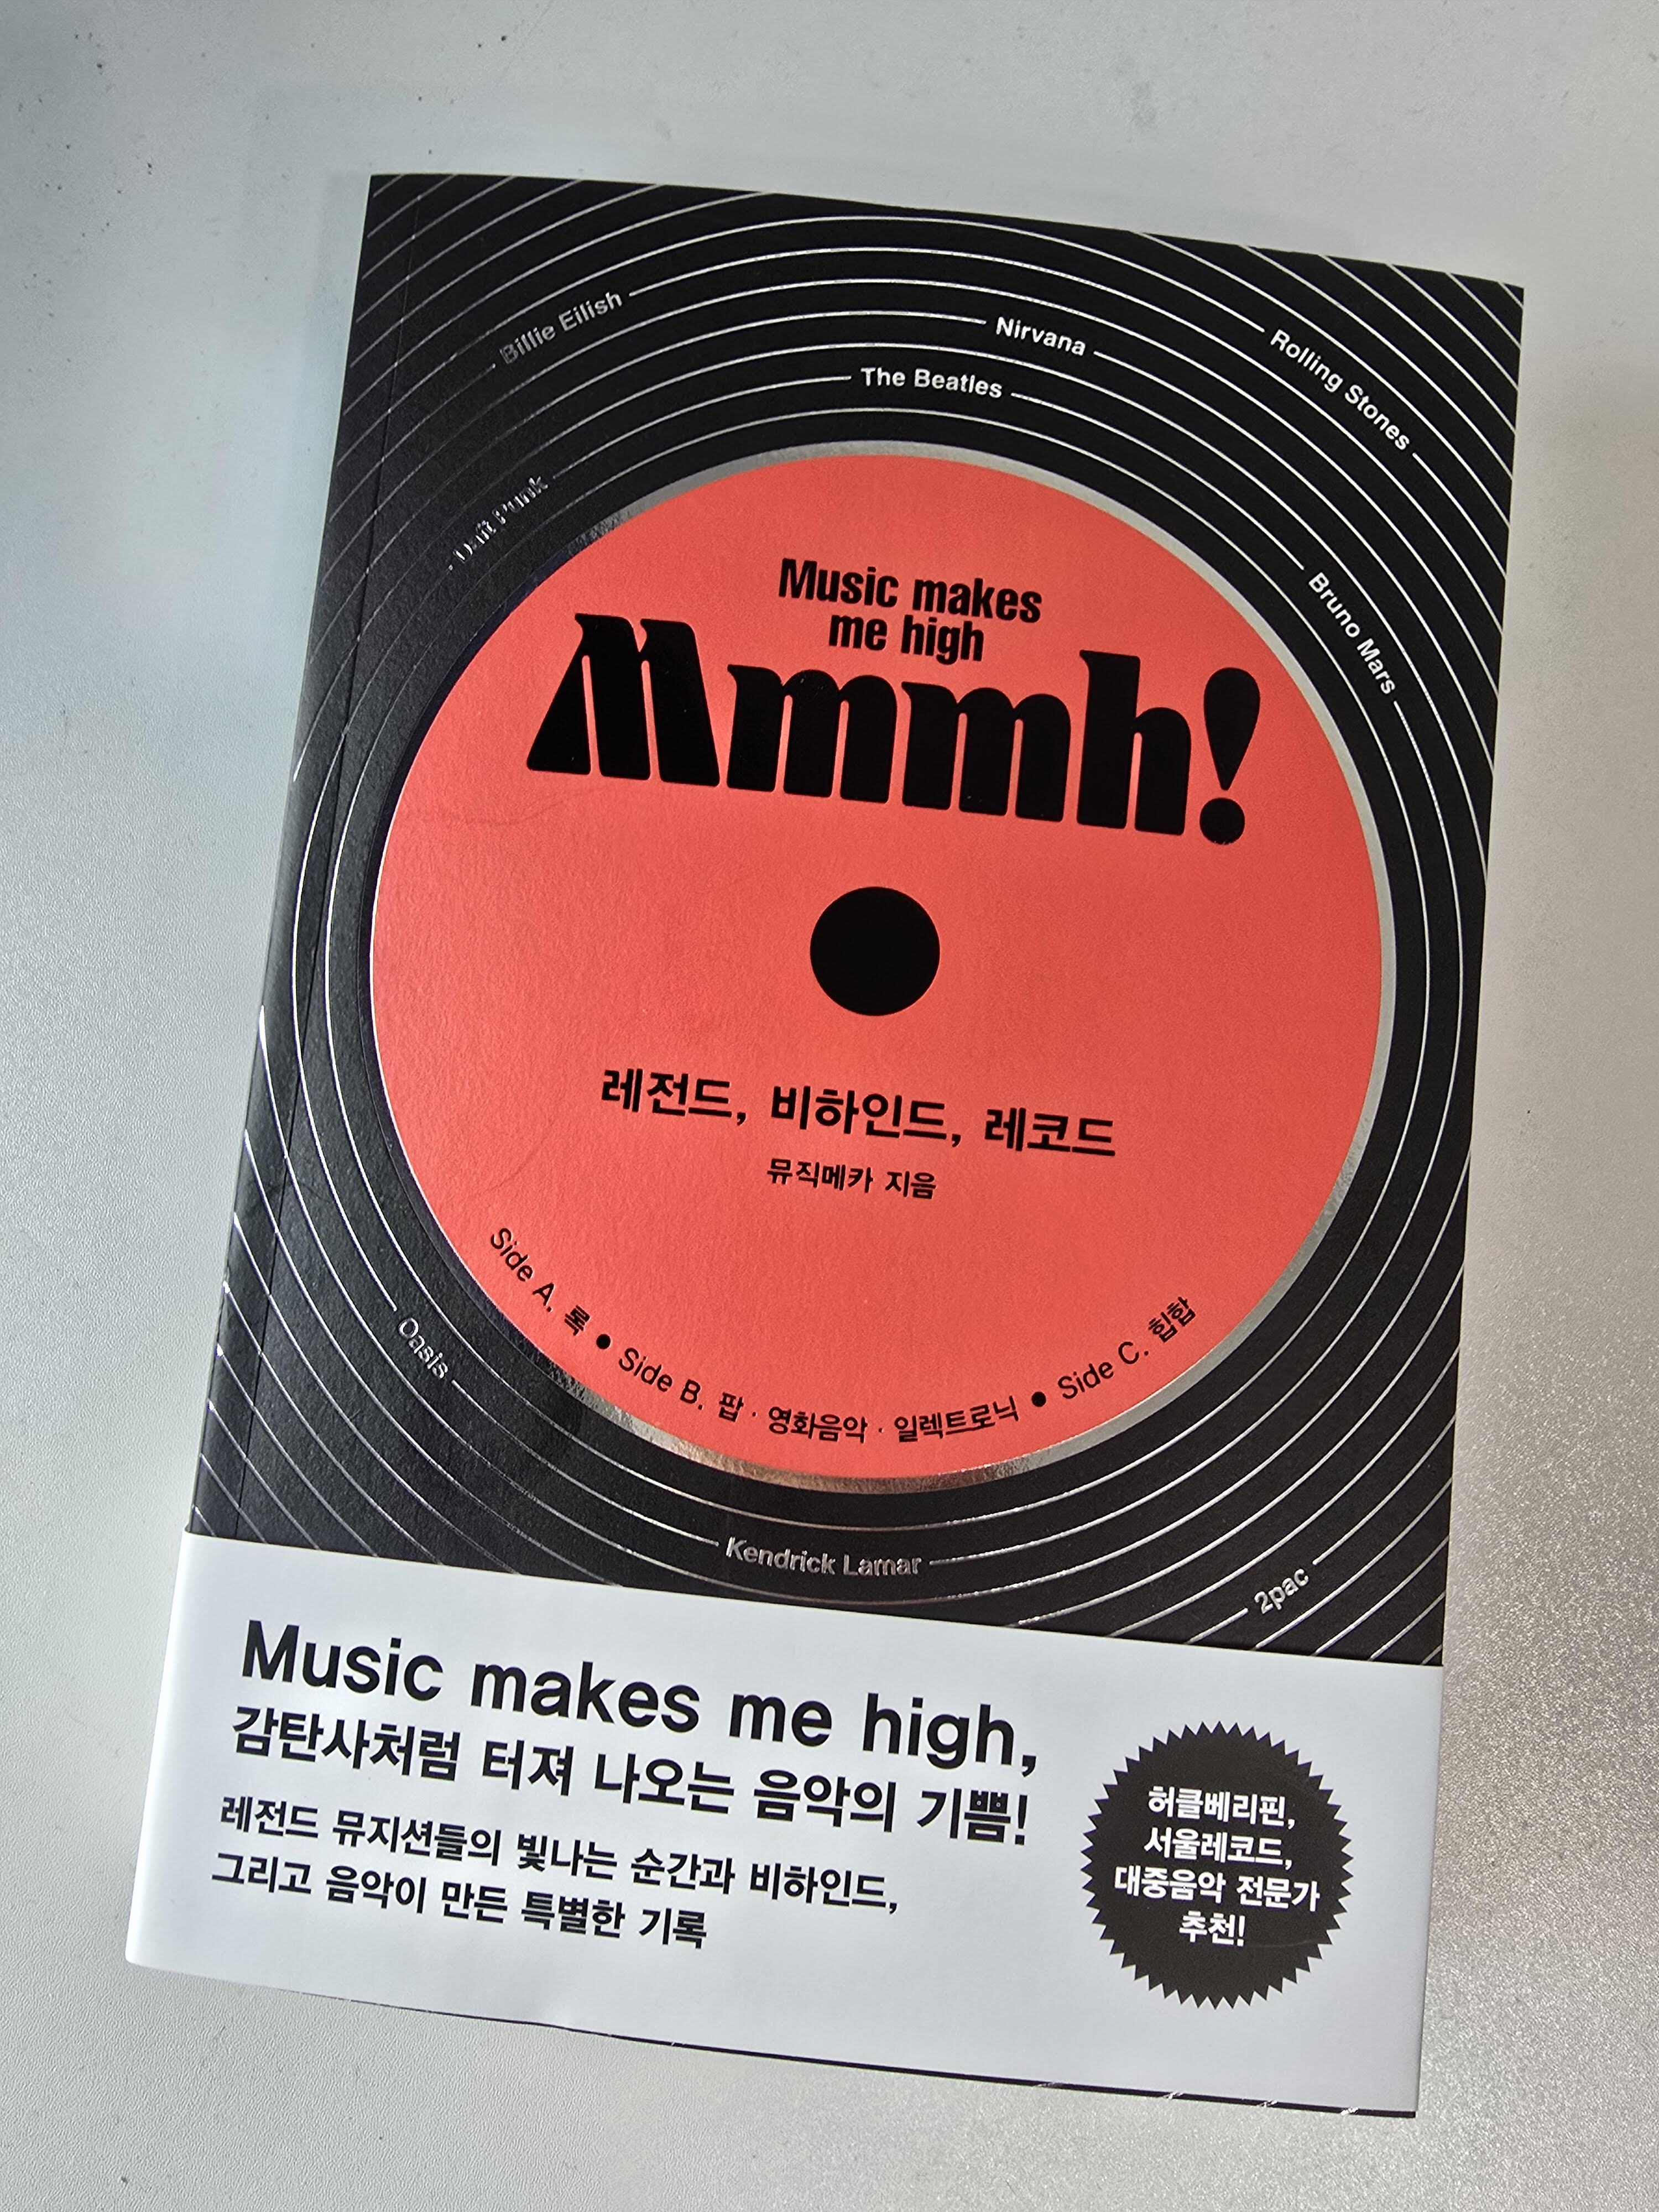 Billie Eilish
Nirvana
Rolling Stones
The Beatles
Daft Punk
Bruno Mars
Music makes
me high
Mmmh!
레전드, 비하인드, 레코드
뮤직메카 지음
Side A. 록 ● Side B. 팝 · 영화음악 · 일렉트로닉 ● Side C. 힙합
Oasis
Kendrick Lamar
2pac
Music makes me high,
감탄사처럼 터져 나오는 음악의 기쁨!
레전드 뮤지션들의 빛나는 순간과 비하인드,
그리고 음악이 만든 특별한 기록
허클베리핀,
서울레코드,
대중음악 전문가
추천!